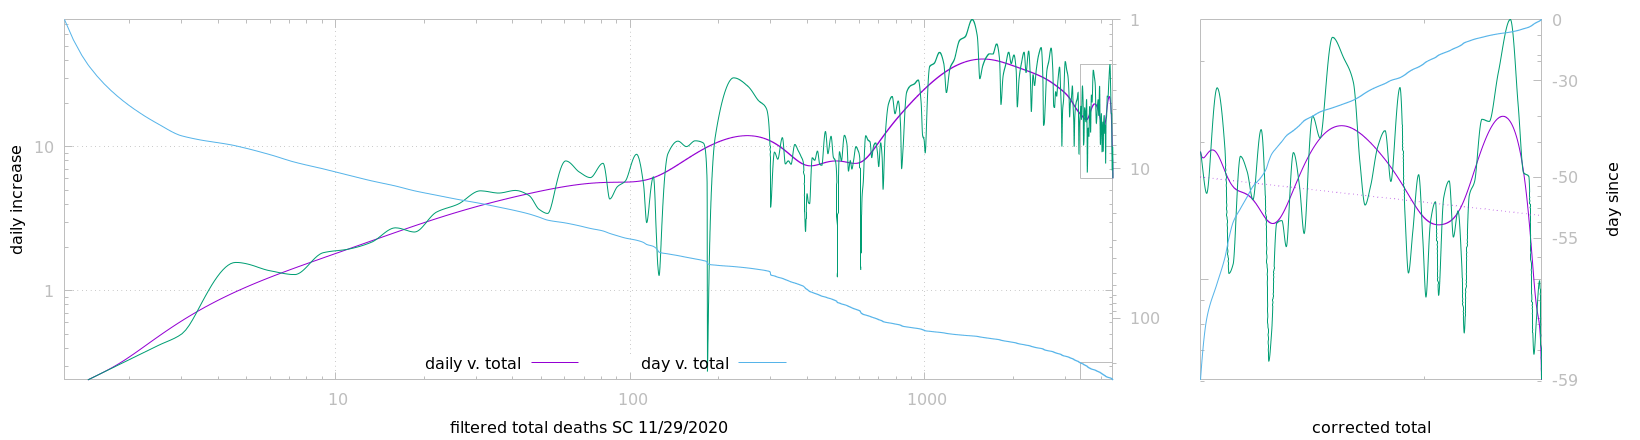 1
0
10
-30
10
-50
daily increase
day since
-55
1
100
daily v. total
day v. total
-59
10
100
1000
filtered total deaths SC 11/29/2020
corrected total